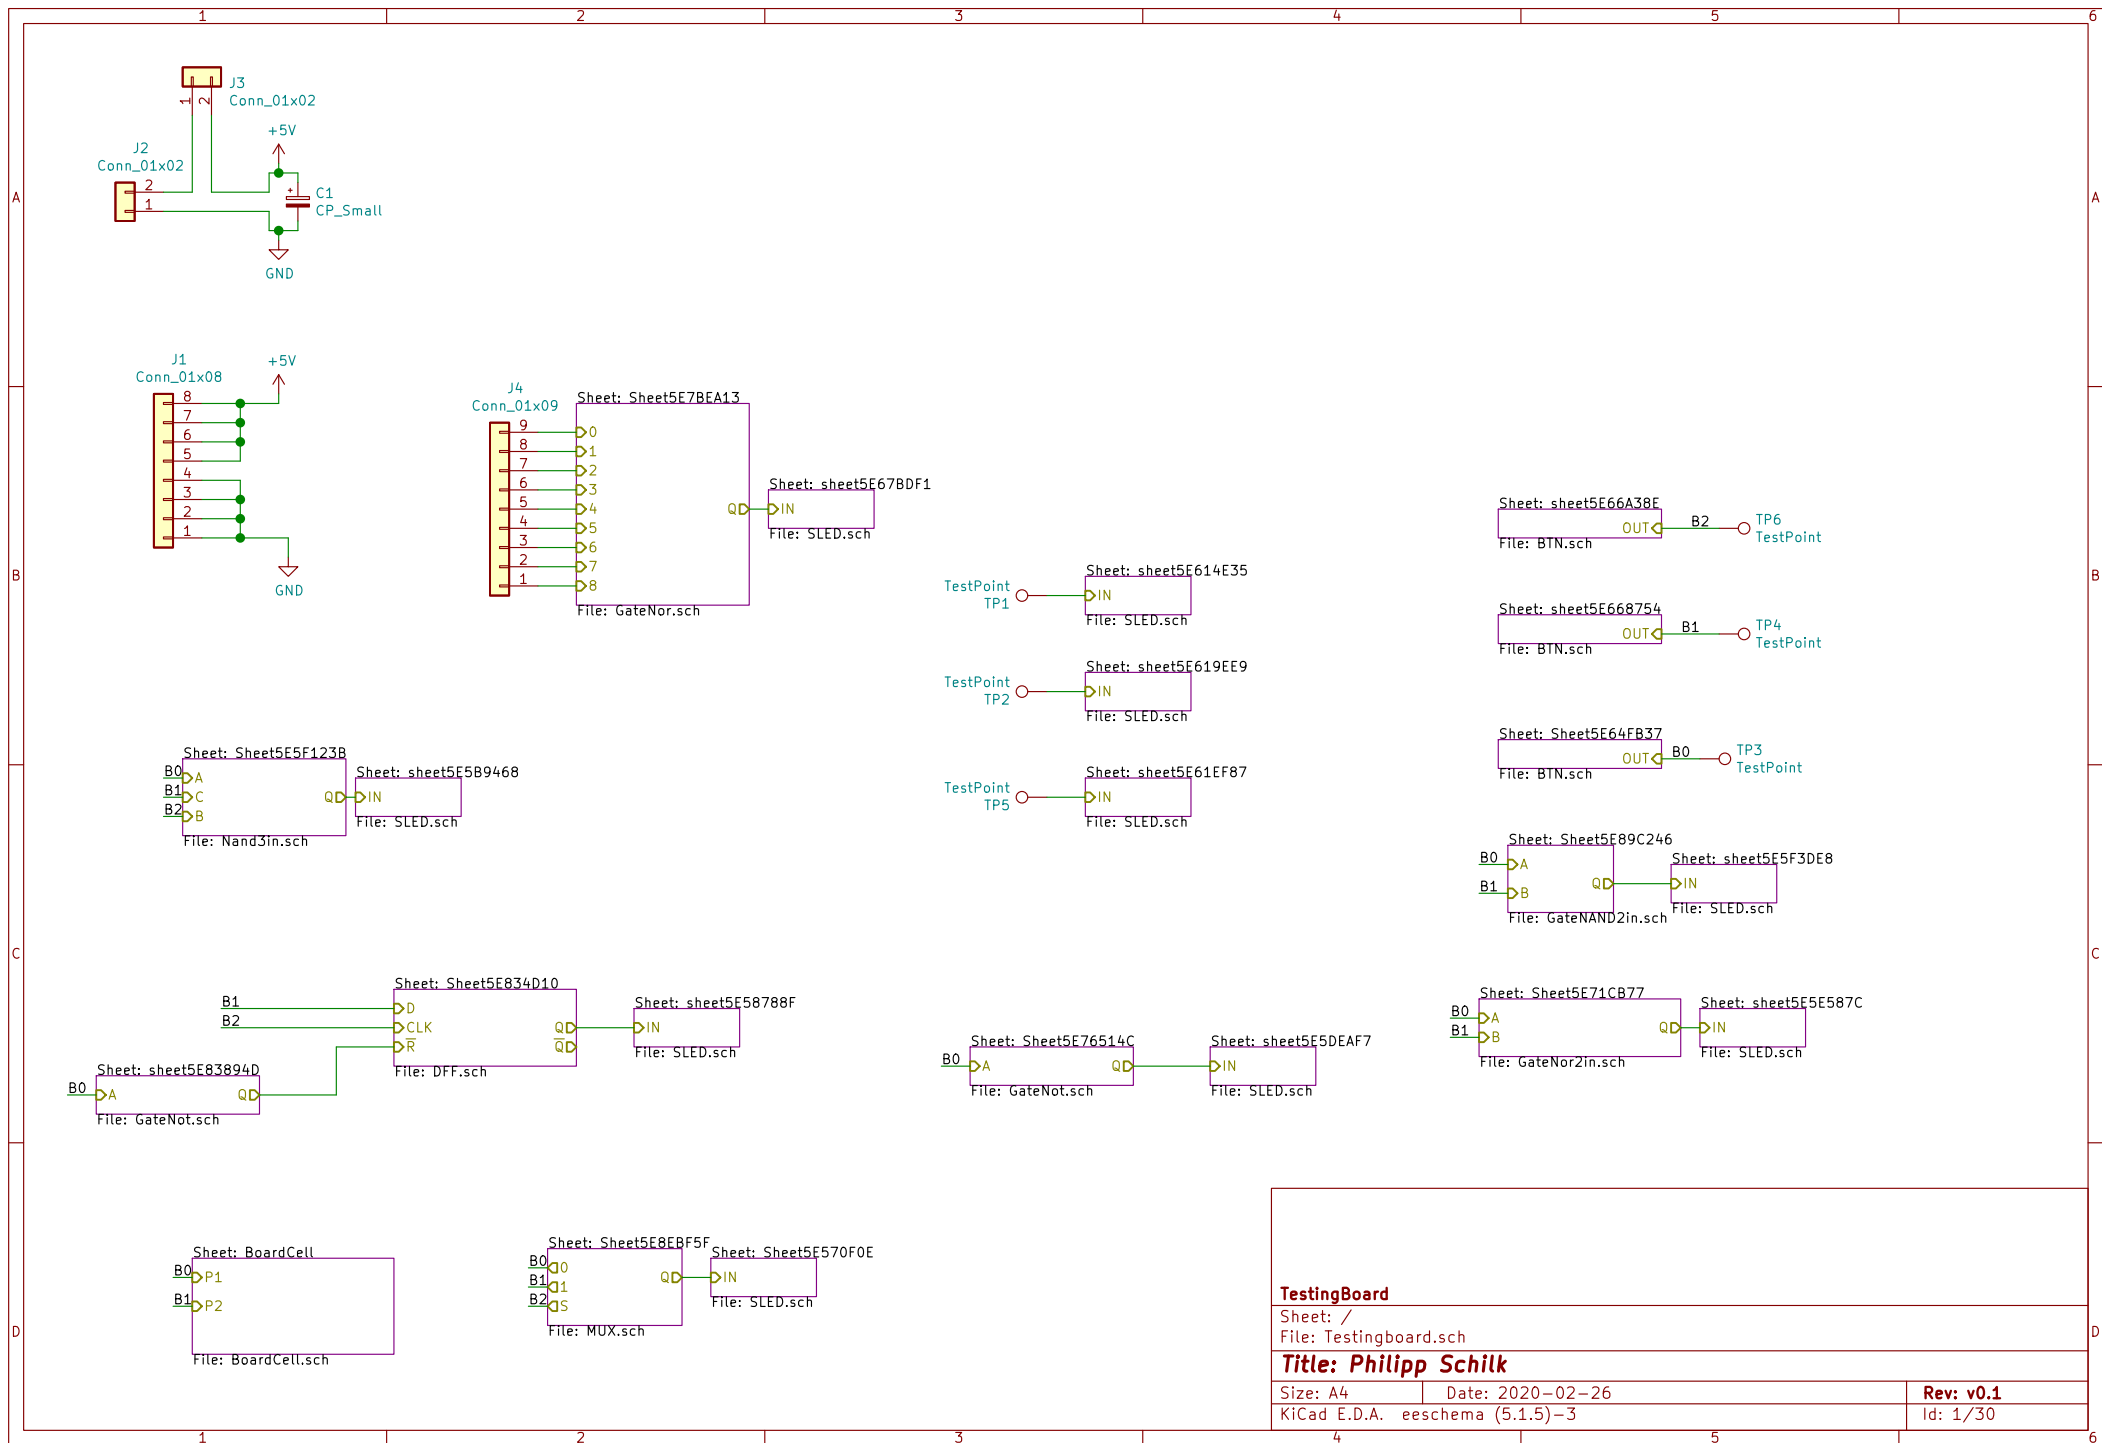 1 2 3 4 5 6
J3
Conn_01x02
1 2
+5V
J2
Conn_01x02
2
1
+
C1
CP_Small
GND
A A
J1
Conn_01x08
+5V
8
7
6
5
4
3
2
1
GND
J4
Conn_01x09
9
8
7
6
5
4
3
2
1
Sheet: Sheet5E7BEA13
0
1
2
3
4
5
6
7
8
Q
File: GateNor.sch
Sheet: sheet5E67BDF1
IN
File: SLED.sch
TestPoint
TP1
Sheet: sheet5E614E35
IN
File: SLED.sch
TestPoint
TP2
Sheet: sheet5E619EE9
IN
File: SLED.sch
TestPoint
TP5
Sheet: sheet5E61EF87
IN
File: SLED.sch
Sheet: sheet5E66A38E
OUT
File: BTN.sch
B2
TP6
TestPoint
Sheet: sheet5E668754
OUT
File: BTN.sch
B1
TP4
TestPoint
Sheet: Sheet5E64FB37
OUT
File: BTN.sch
B0
TP3
TestPoint
B B
Sheet: Sheet5E5F123B
B0 A
B1 C
B2 B
Q
File: Nand3in.sch
Sheet: sheet5E5B9468
IN
File: SLED.sch
Sheet: Sheet5E89C246
B0 A
B1 B
Q
File: GateNAND2in.sch
Sheet: sheet5E5F3DE8
IN
File: SLED.sch
C C
Sheet: Sheet5E834D10
B1 D
B2 CLK
R
Q
Q
File: DFF.sch
Sheet: sheet5E58788F
IN
File: SLED.sch
Sheet: sheet5E83894D
B0 A
Q
File: GateNot.sch
Sheet: Sheet5E76514C
B0 A
Q
File: GateNot.sch
Sheet: sheet5E5DEAF7
IN
File: SLED.sch
Sheet: Sheet5E71CB77
B0 A
B1 B
Q
File: GateNor2in.sch
Sheet: sheet5E5E587C
IN
File: SLED.sch
Sheet: BoardCell
B0 P1
B1 P2
File: BoardCell.sch
Sheet: Sheet5E8EBF5F
B0 0
B1 1
B2 S
Q
File: MUX.sch
Sheet: Sheet5E570F0E
IN
File: SLED.sch
D D
TestingBoard
Sheet: /
File: Testingboard.sch
Title: Philipp Schilk
Size: A4 Date: 2020-02-26 Rev: v0.1
KiCad E.D.A. eeschema (5.1.5)-3 Id: 1/30
1 2 3 4 5 6